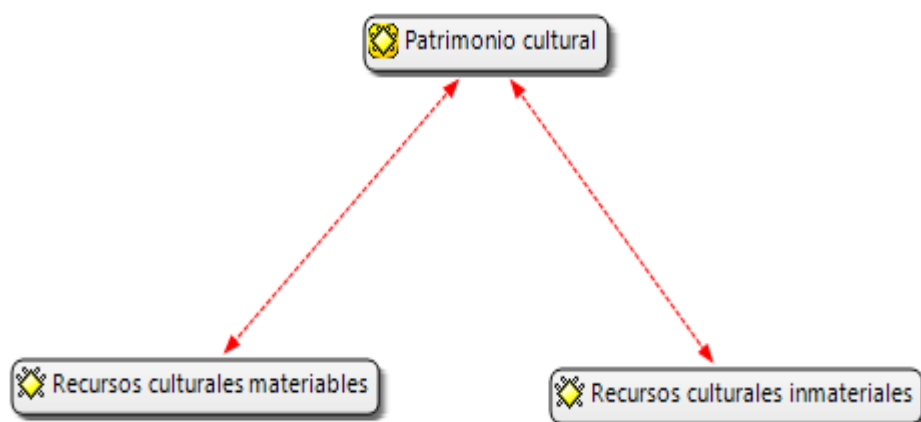 Patrimonio cultural
Recursos culturales materiables
Recursos culturales inmateriales